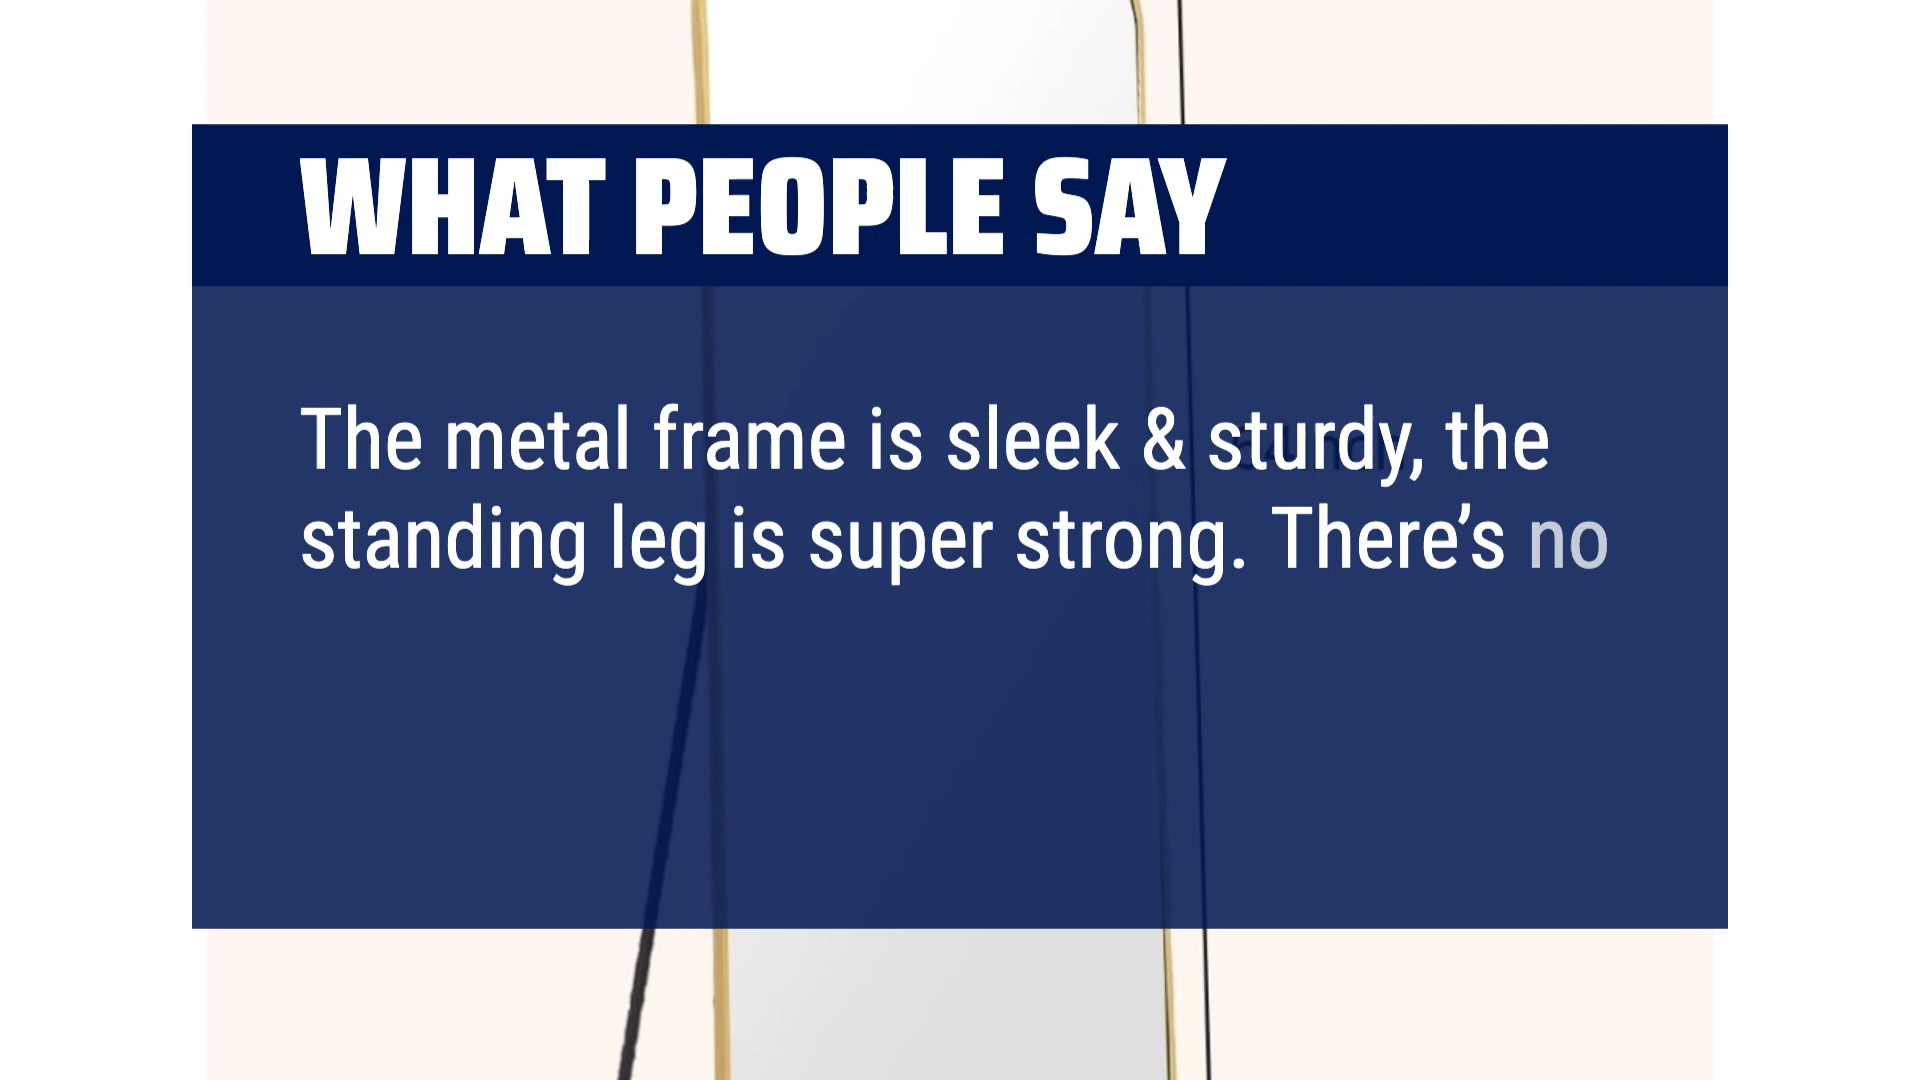 WHAT PEOPLE SAY
The metal frame is sleek & sturdy, the
standing leg is super strong. There’s no